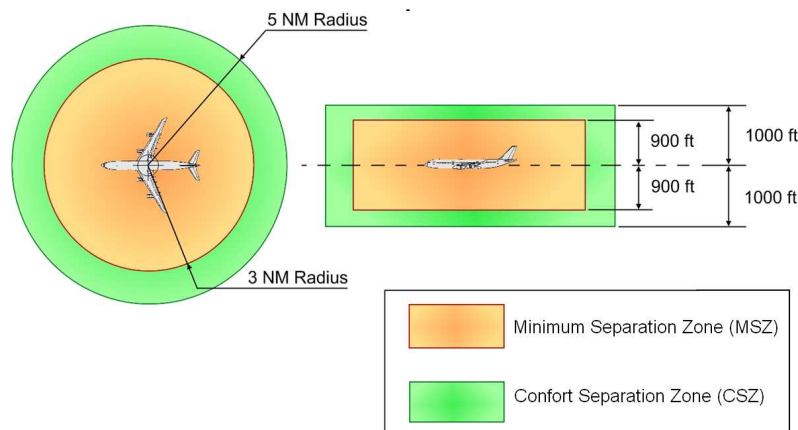 5 NM Radius
3 NM Radius
900 ft
1000 ft
900 ft
1000 ft
Minimum Separation Zone (MSZ)
Confort Separation Zone (CSZ)